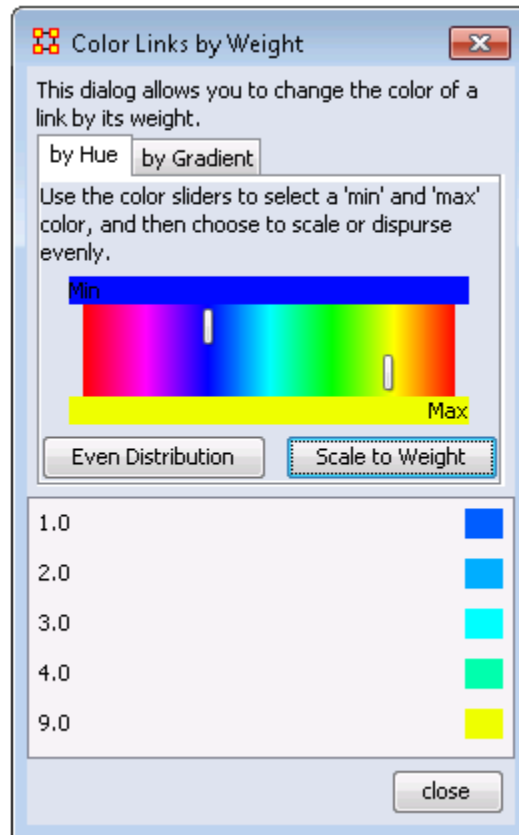 Color Links by Weight
This dialog allows you to change the color of a
link by its weight.
by Hue by Gradient
Use the color sliders to select a 'min' and 'max'
color, and then choose to scale or dispurse
evenly.
Min
Max
Even Distribution Scale to Weight
1.0
2.0
3.0
4.0
9.0
close